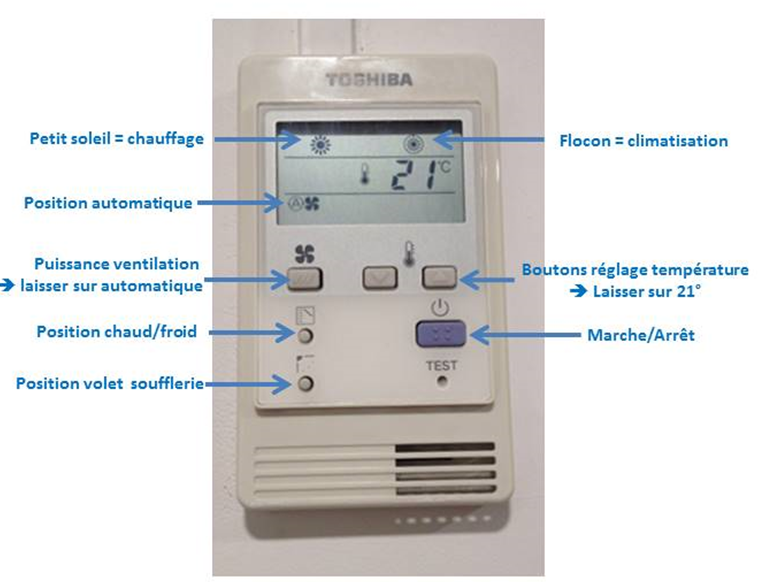 TOSHIBA
Petit soleil = chauffage
Flocon = climatisation
21°C
Position automatique
A
Puissance ventilation
➔ laisser sur automatique
Boutons réglage température
➔ Laisser sur 21°
Position chaud/froid
Marche/Arrêt
TEST
Position volet soufflerie